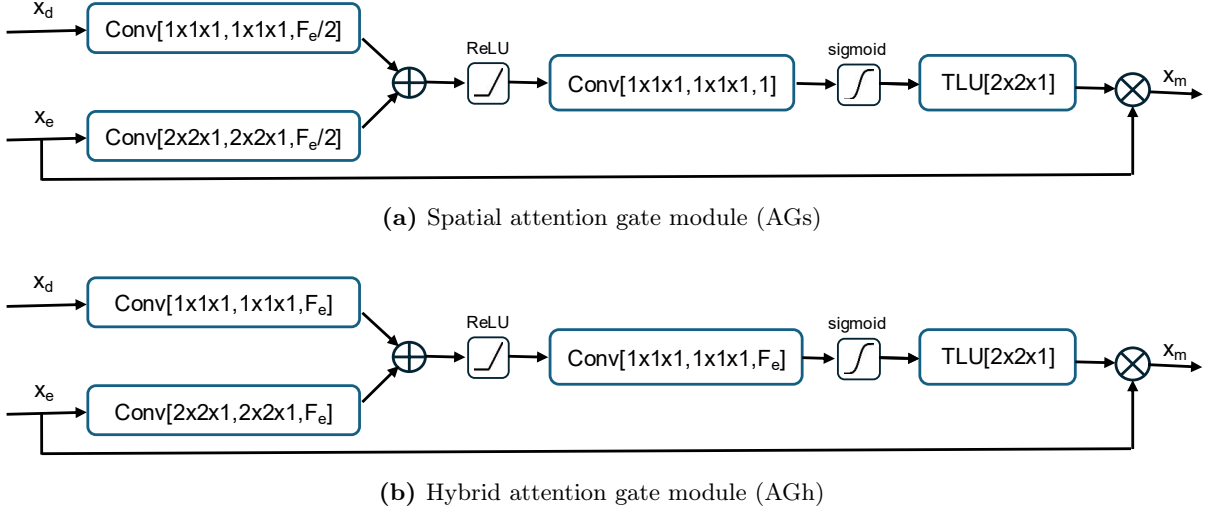 x_d
Conv[1x1x1,1x1x1,F_e/2]
ReLU
Conv[1x1x1,1x1x1,1]
sigmoid
TLU[2x2x1]
x_m
x_e
Conv[2x2x1,2x2x1,F_e/2]
(a) Spatial attention gate module (AGs)
x_d
Conv[1x1x1,1x1x1,F_e]
ReLU
Conv[1x1x1,1x1x1,F_e]
sigmoid
TLU[2x2x1]
x_m
x_e
Conv[2x2x1,2x2x1,F_e]
(b) Hybrid attention gate module (AGh)